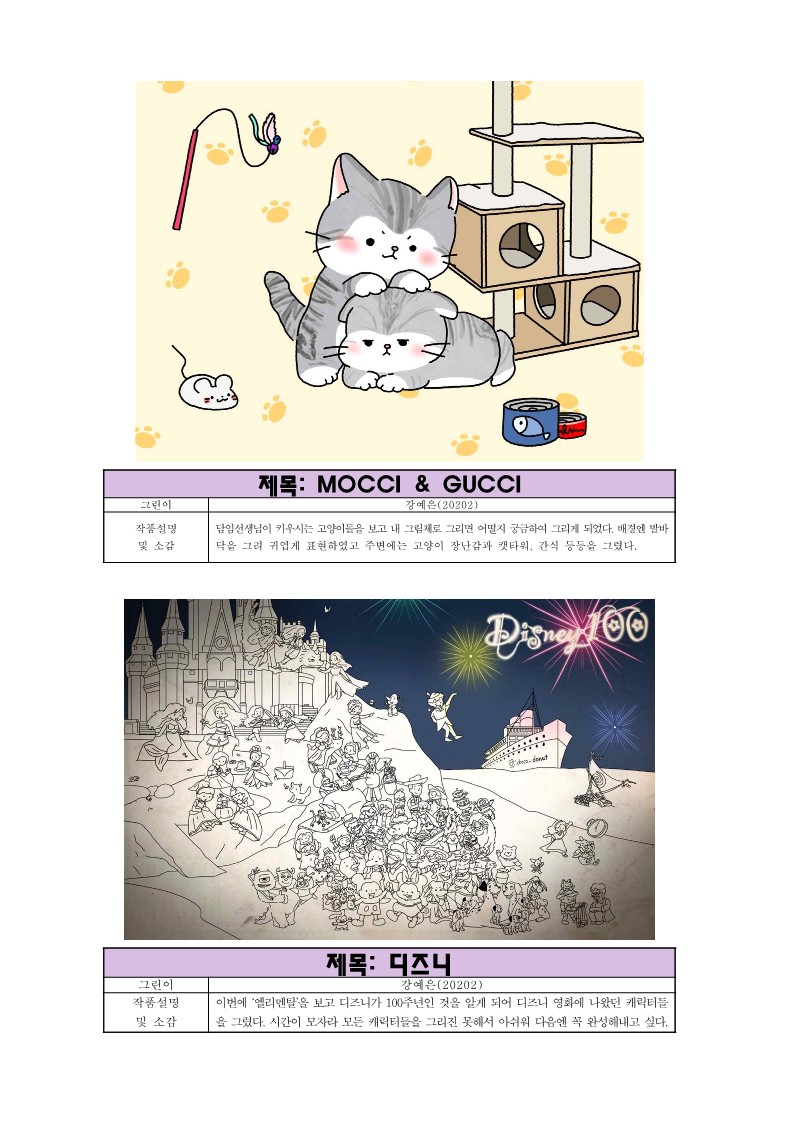 제목: MOCCI & GUCCI
그린이 강예은(20202)
작품설명 및 소감
담임선생님이 키우시는 고양이들을 보고 내 그림체로 그리면 어떨지 궁금하여 그리게 되었다. 배경엔 발바
닥을 그려 귀엽게 표현하였고 주변에는 고양이 장난감과 캣타워, 간식 등등을 그렸다.
Disney100
choco_donut
제목: 디즈니
그린이 강예은(20202)
작품설명 및 소감
이번에 '엘리멘탈'을 보고 디즈니가 100주년인 것을 알게 되어 디즈니 영화에 나왔던 캐릭터들
을 그렸다. 시간이 모자라 모든 캐릭터들을 그리진 못해서 아쉬워 다음엔 꼭 완성해내고 싶다.